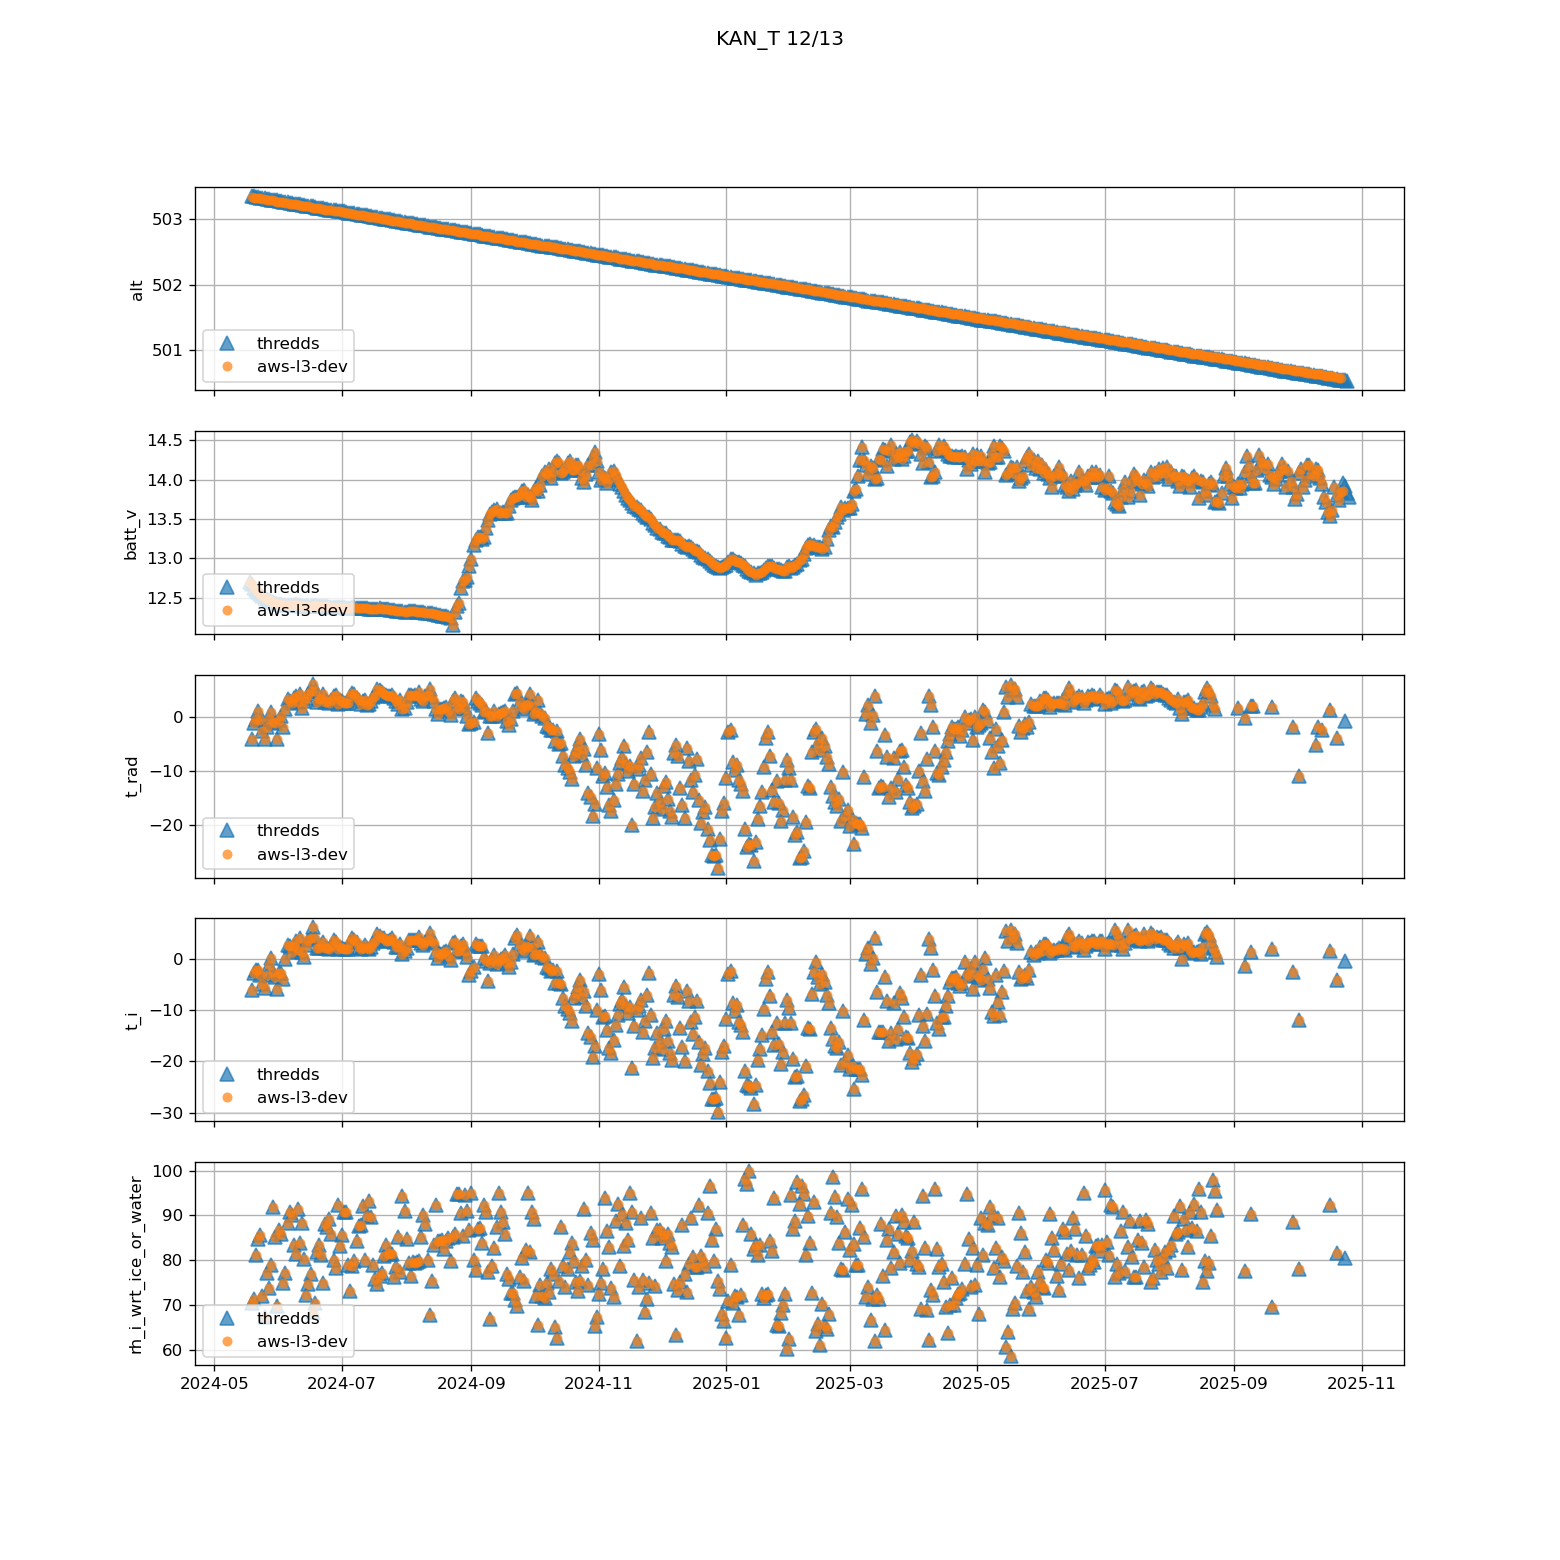 KAN_T 12/13
503
502
501
alt
thredds
aws-l3-dev
14.5
14.0
13.5
13.0
12.5
batt_v
thredds
aws-l3-dev
0
−10
−20
t_rad
thredds
aws-l3-dev
0
−10
−20
−30
t_i
thredds
aws-l3-dev
100
90
80
70
60
rh_i_wrt_ice_or_water
thredds
aws-l3-dev
2024-05 2024-07 2024-09 2024-11 2025-01 2025-03 2025-05 2025-07 2025-09 2025-11